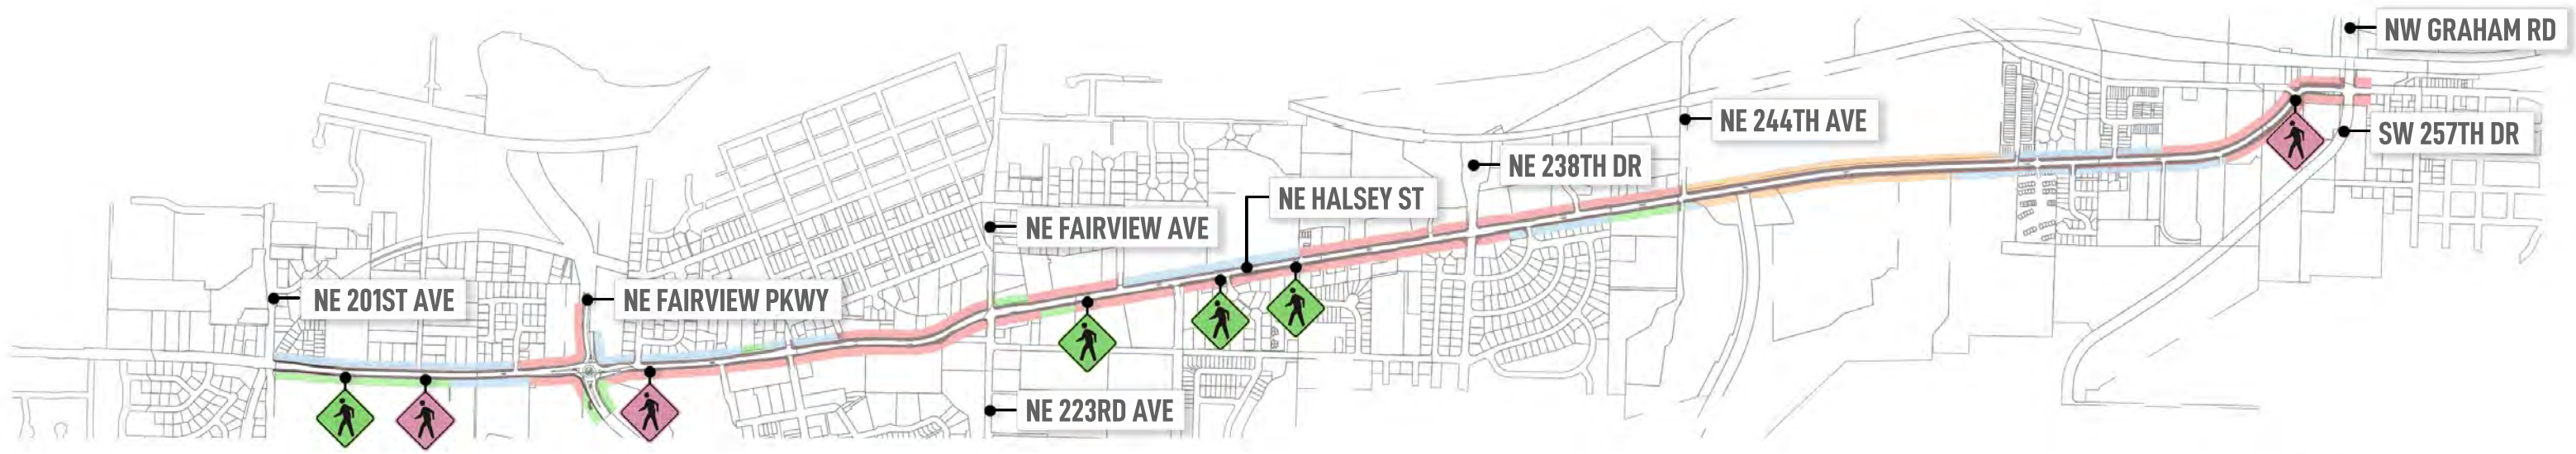 NW GRAHAM RD
NE 244TH AVE
SW 257TH DR
NE 238TH DR
NE HALSEY ST
NE FAIRVIEW AVE
NE 201ST AVE
NE FAIRVIEW PKWY
NE 223RD AVE